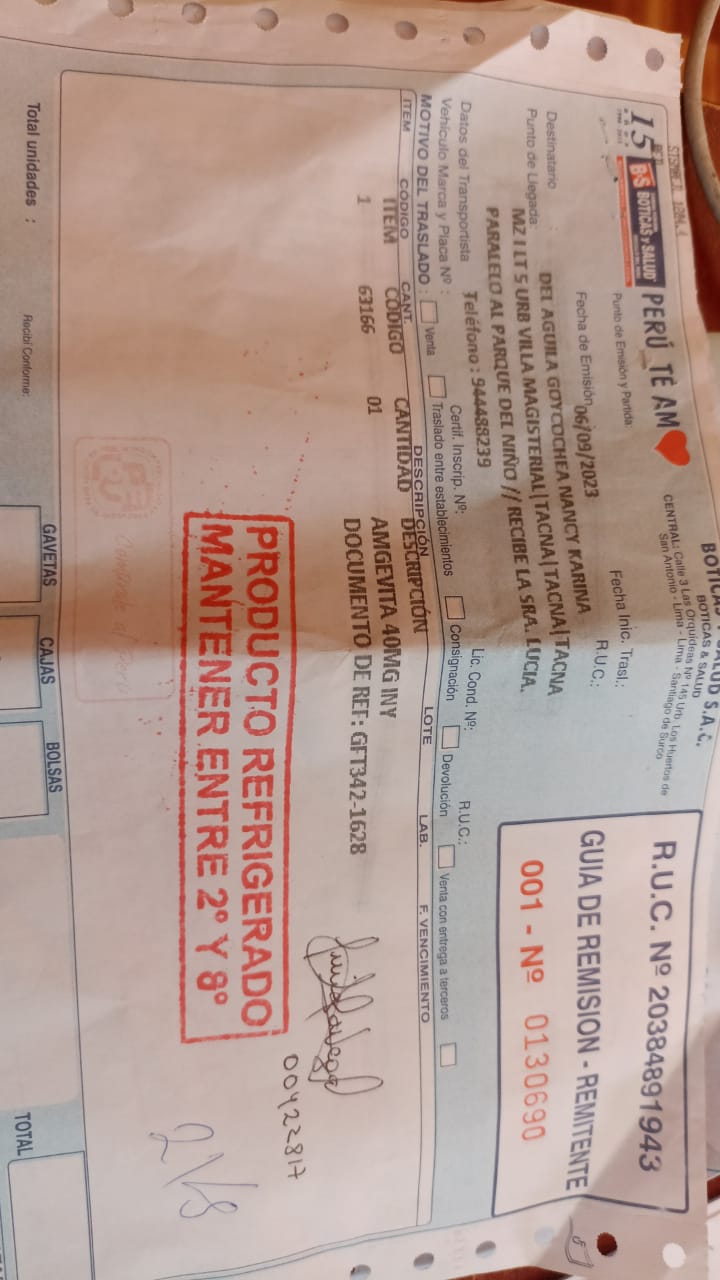 15
AÑOS
BS BOTICAS y SALUD
PERÚ TE AM
BOTICAS & SALUD
CENTRAL: Calle 3 Las Orquídeas Nº 145 Urb. Los Huertos de
San Antonio - Lima - Lima - Santiago de Surco
R.U.C. Nº 20384891943
GUIA DE REMISION - REMITENTE
001 - Nº 0130690
Punto de Emisión y Partida:
Fecha de Emisión 06/09/2023
Fecha Inic. Trasl.:
Destinatario : DEL AGUILA GOYCOCHEA NANCY KARINA
R.U.C.:
Punto de Llegada: MZ I LT 5 URB VILLA MAGISTERIAL|TACNA|TACNA|TACNA
PARALELO AL PARQUE DEL NIÑO // RECIBE LA SRA. LUCIA.
Datos del Transportista
Teléfono : 944488239
Vehículo Marca y Placa Nº :
Certif. Inscrip. Nº:
Lic. Cond. Nº:
R.U.C.:
MOTIVO DEL TRASLADO : Venta Traslado entre establecimientos Consignación Devolución Venta con entrega a terceros
ITEM CÓDIGO CANT. DESCRIPCIÓN LOTE LAB. F. VENCIMIENTO
ITEM CODIGO CANTIDAD DESCRIPCIÓN
1 63166 01 AMGEVITA 40MG INY
DOCUMENTO DE REF: GFT342-1628
PRODUCTO REFRIGERADO
MANTENER ENTRE 2° Y 8°
00422817
Total unidades :
Recibí Conforme:
GAVETAS
CAJAS
BOLSAS
TOTAL